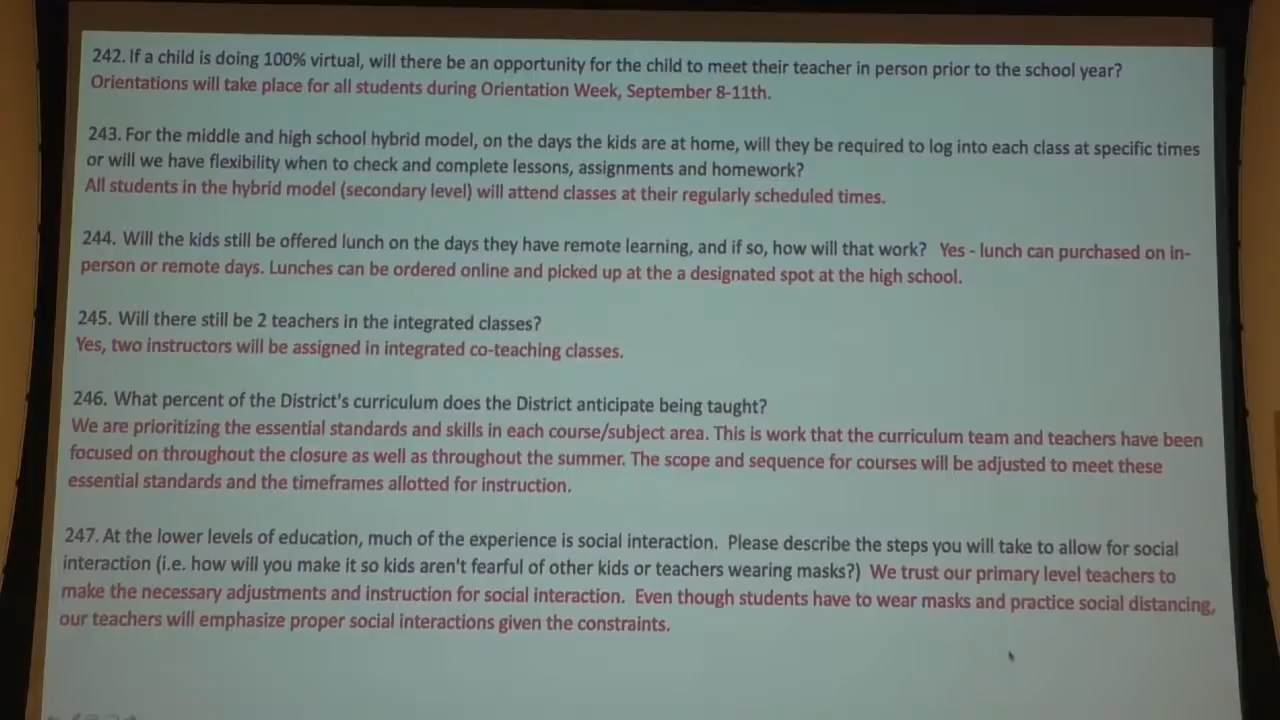 242. If a child is doing 100% virtual, will there be an opportunity for the child to meet their teacher in person prior to the school year?
Orientations will take place for all students during Orientation Week, September 8-11th.
243. For the middle and high school hybrid model, on the days the kids are at home, will they be required to log into each class at specific times
or will we have flexibility when to check and complete lessons, assignments and homework?
All students in the hybrid model (secondary level) will attend classes at their regularly scheduled times.
244. Will the kids still be offered lunch on the days they have remote learning, and if so, how will that work? Yes - lunch can purchased on in-
person or remote days. Lunches can be ordered online and picked up at the a designated spot at the high school.
245. Will there still be 2 teachers in the integrated classes?
Yes, two instructors will be assigned in integrated co-teaching classes.
246. What percent of the District's curriculum does the District anticipate being taught?
We are prioritizing the essential standards and skills in each course/subject area. This is work that the curriculum team and teachers have been
focused on throughout the closure as well as throughout the summer. The scope and sequence for courses will be adjusted to meet these
essential standards and the timeframes allotted for instruction.
247. At the lower levels of education, much of the experience is social interaction. Please describe the steps you will take to allow for social
interaction (i.e. how will you make it so kids aren't fearful of other kids or teachers wearing masks?) We trust our primary level teachers to
make the necessary adjustments and instruction for social interaction. Even though students have to wear masks and practice social distancing,
our teachers will emphasize proper social interactions given the constraints.